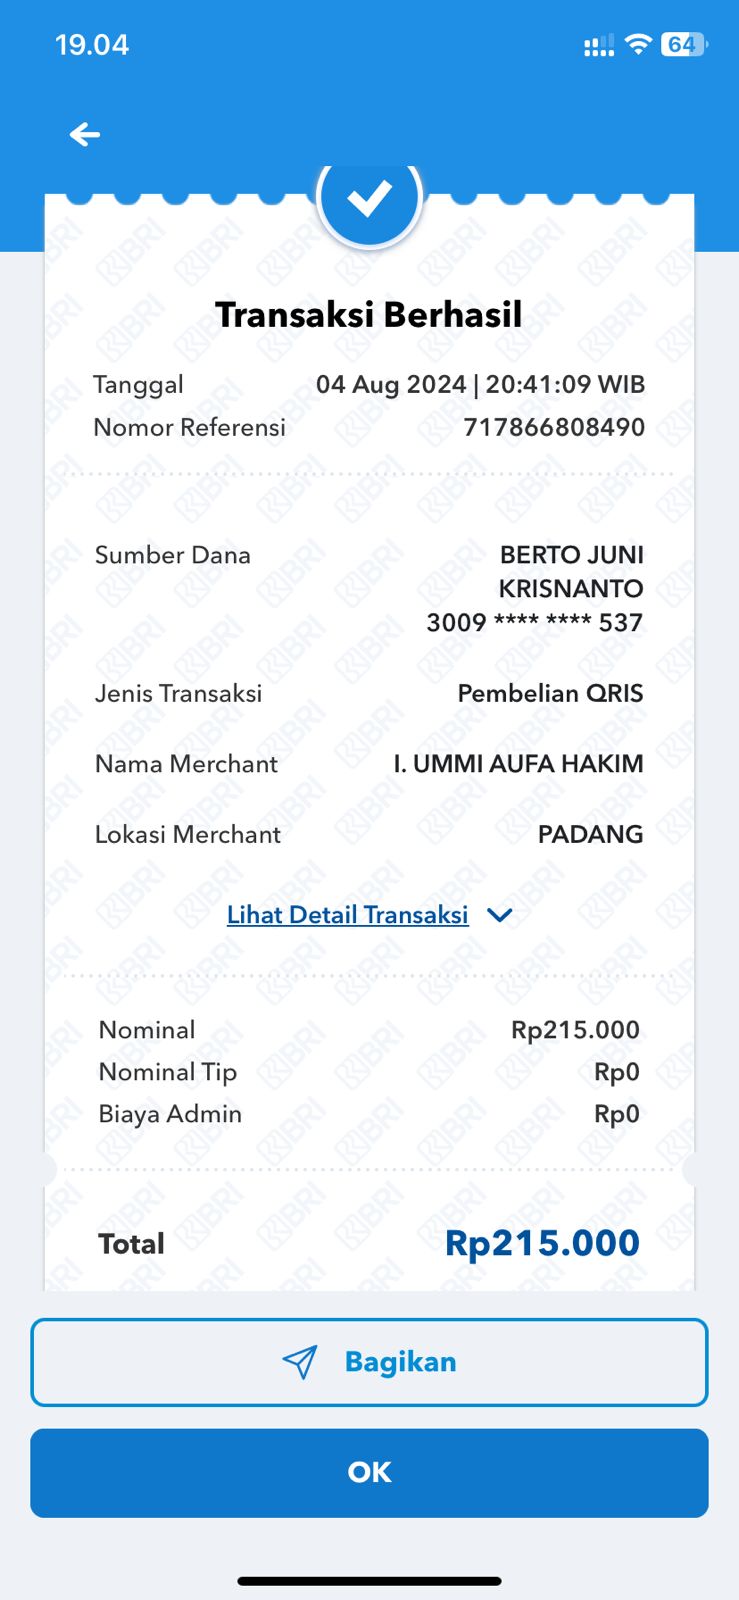 19.04
64
Transaksi Berhasil
Tanggal 04 Aug 2024 | 20:41:09 WIB
Nomor Referensi 717866808490
Sumber Dana BERTO JUNI
KRISNANTO
3009 **** **** 537
Jenis Transaksi Pembelian QRIS
Nama Merchant I. UMMI AUFA HAKIM
Lokasi Merchant PADANG
Lihat Detail Transaksi
Nominal Rp215.000
Nominal Tip Rp0
Biaya Admin Rp0
Total Rp215.000
Bagikan
OK
BRI